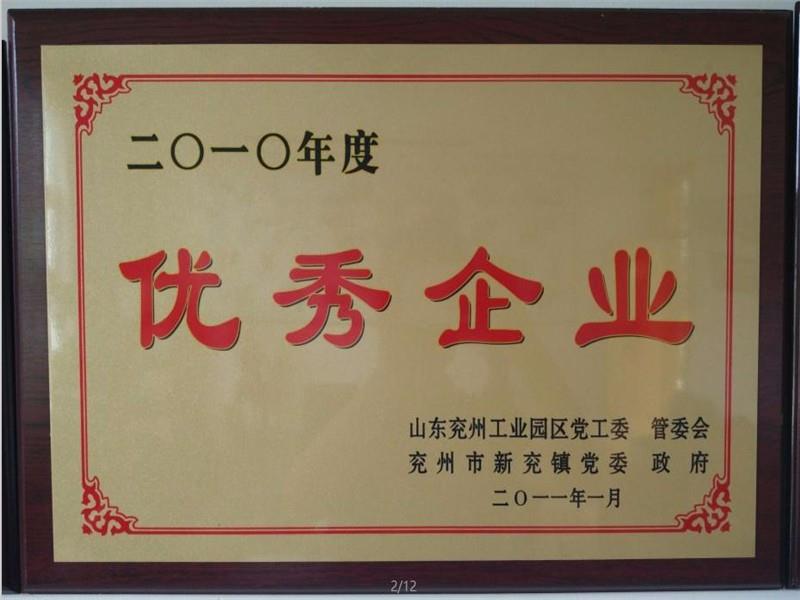 二〇一〇年度
优秀企业
山东兖州工业园区党工委 管委会
兖州市新兖镇党委 政府
二〇一一年一月
2/12